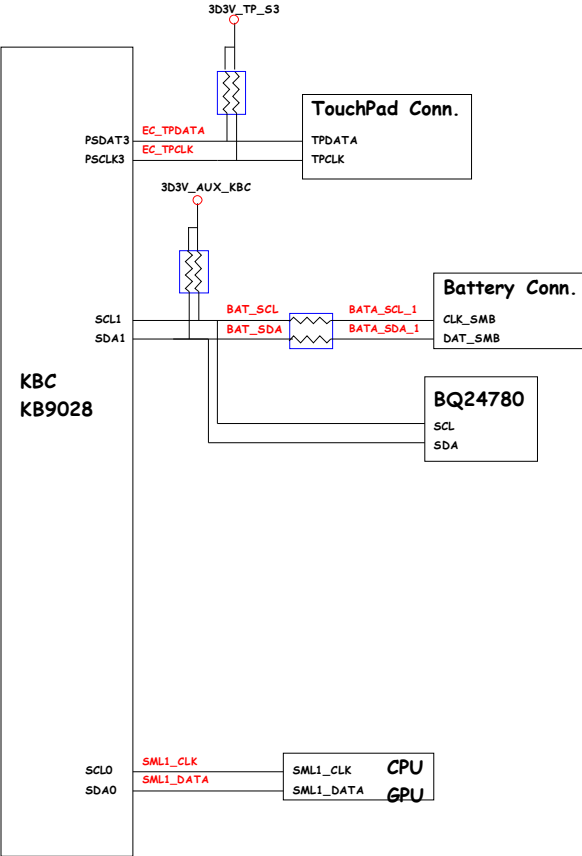 3D3V_TP_S3
TouchPad Conn.
EC_TPDATA
PSDAT3
TPDATA
EC_TPCLK
PSCLK3
TPCLK
3D3V_AUX_KBC
Battery Conn.
BAT_SCL
BATA_SCL_1
SCL1
CLK_SMB
BAT_SDA
BATA_SDA_1
SDA1
DAT_SMB
KBC
KB9028
BQ24780
SCL
SDA
SML1_CLK
SCL0
SML1_CLK
CPU
SML1_DATA
SDA0
SML1_DATA
GPU